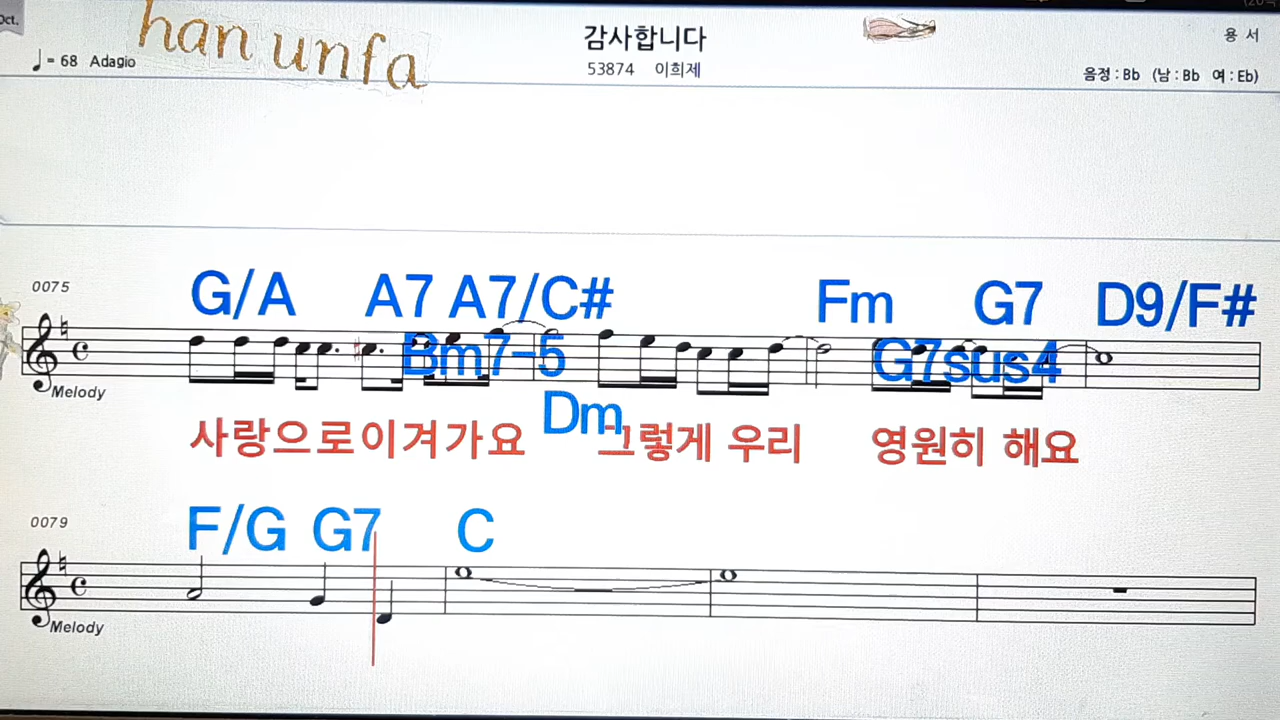 Oct.
han unfa
감사합니다
용 서
♩= 68 Adagio
53874 이희제
음정 : Bb (남 : Bb 여 : Eb)
0075
G/A A7 A7/C# Fm G7 D9/F#
Bm7-5 G7sus4
Melody
Dm
사랑으로이겨가요 그렇게 우리 영원히 해요
0079
F/G G7 C
Melody